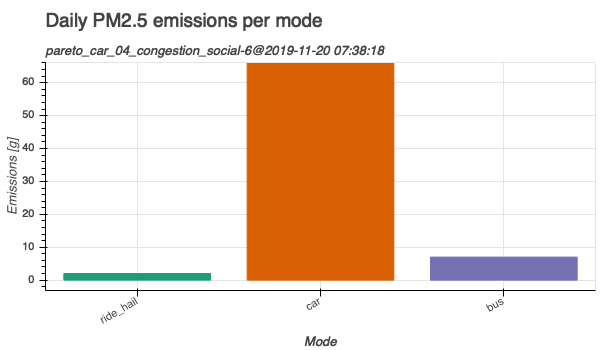 Daily PM2.5 emissions per mode
pareto_car_04_congestion_social-6@2019-11-20 07:38:18
Emissions [g]
60
50
40
30
20
10
0
ride_hail
car
bus
Mode